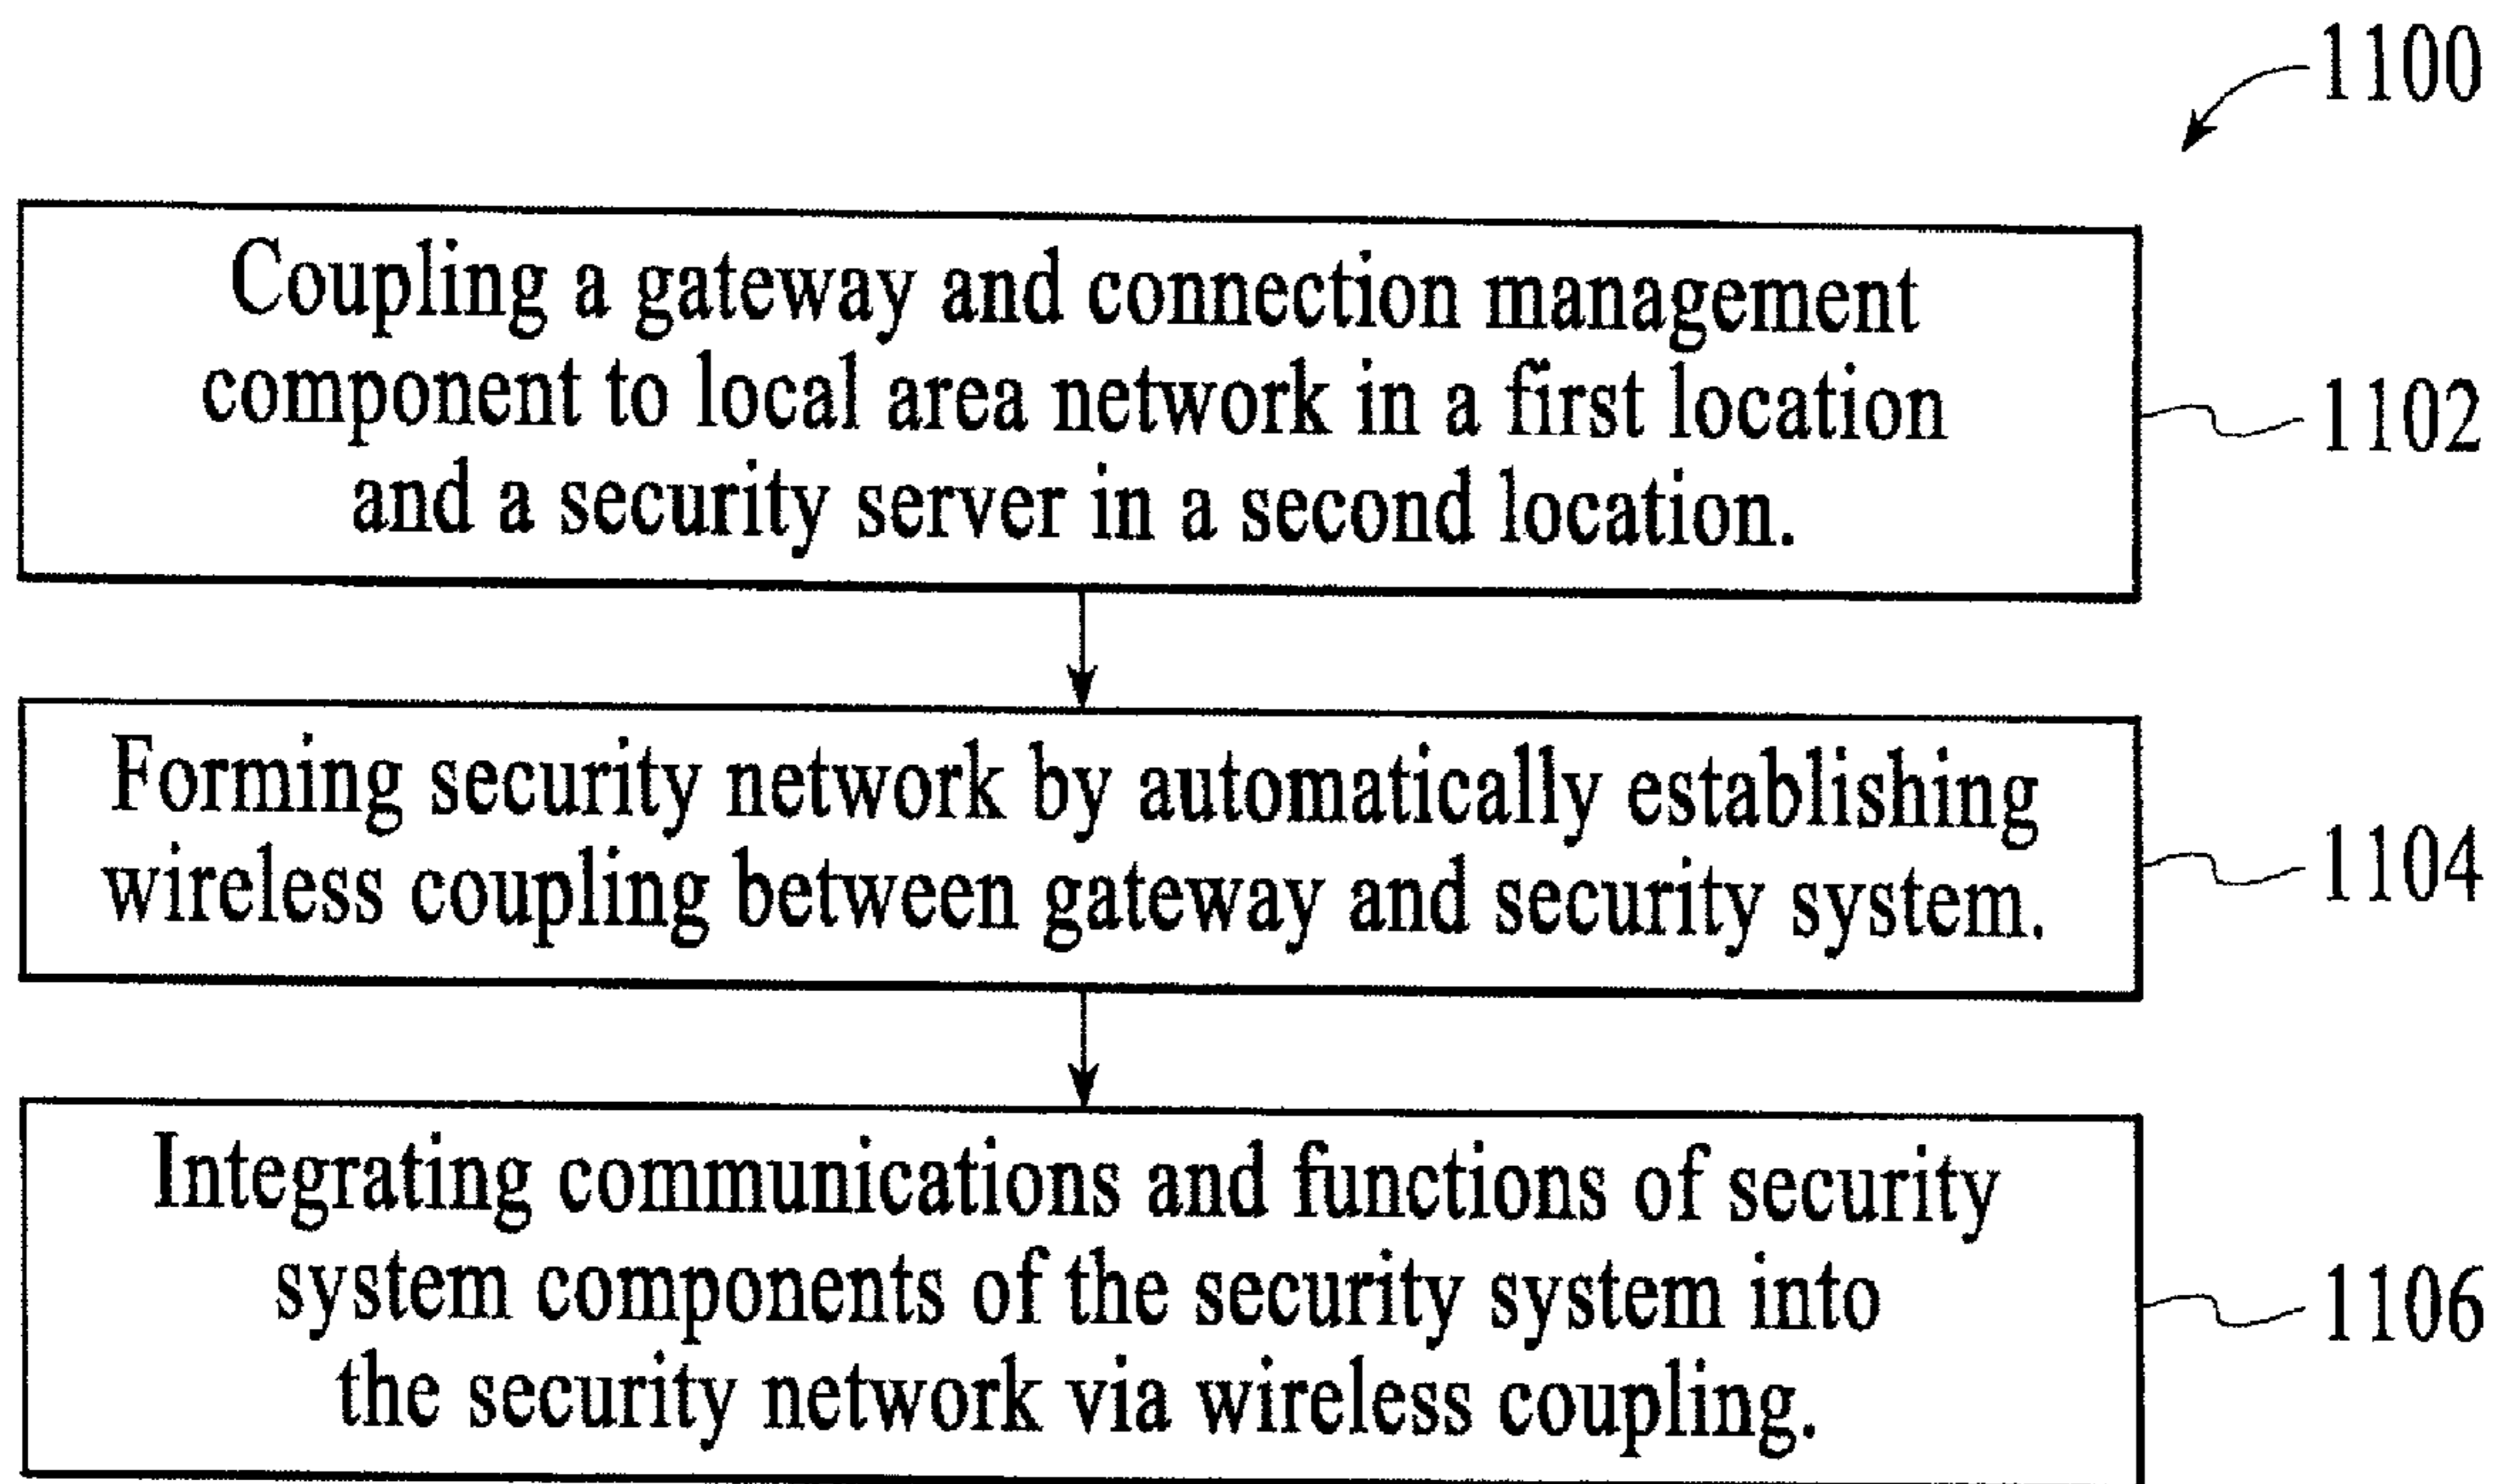 1100
Coupling a gateway and connection management
component to local area network in a first location
and a security server in a second location.
1102
Forming security network by automatically establishing
wireless coupling between gateway and security system.
1104
Integrating communications and functions of security
system components of the security system into
the security network via wireless coupling.
1106